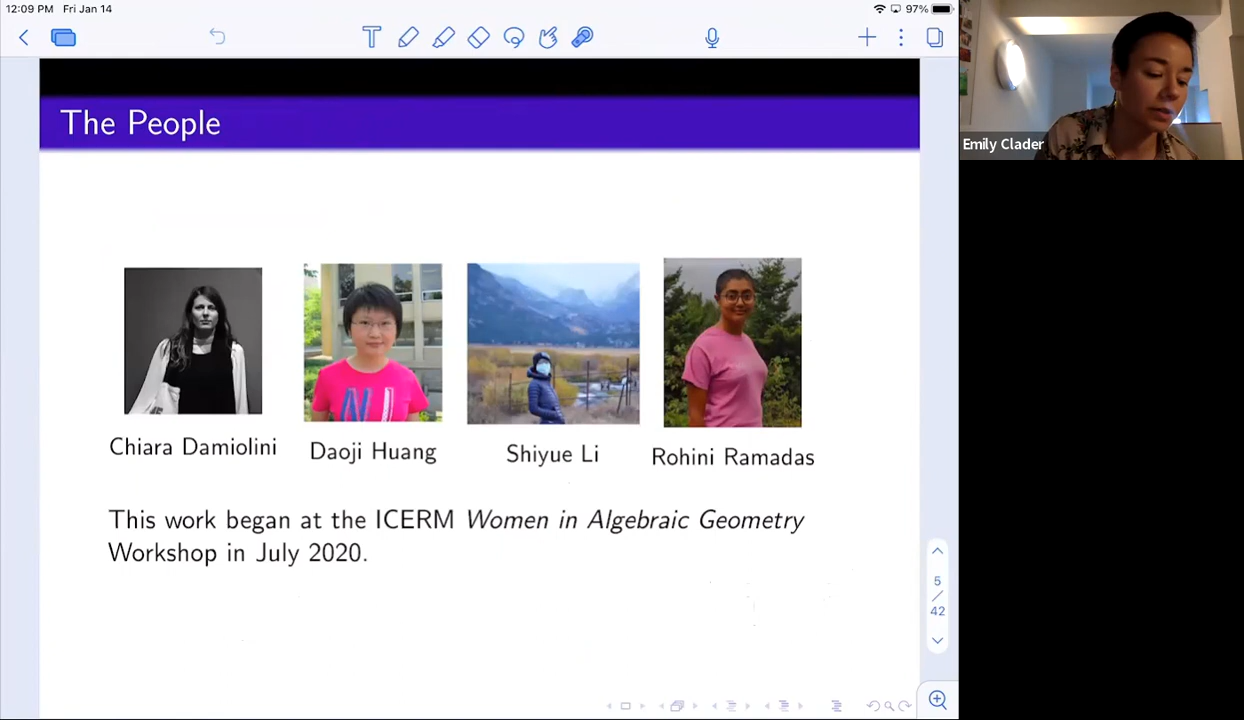 12:09 PM Fri Jan 14
97%
The People
Emily Clader
Chiara Damiolini
Daoji Huang
Shiyue Li
Rohini Ramadas
This work began at the ICERM Women in Algebraic Geometry
Workshop in July 2020.
5
/
42